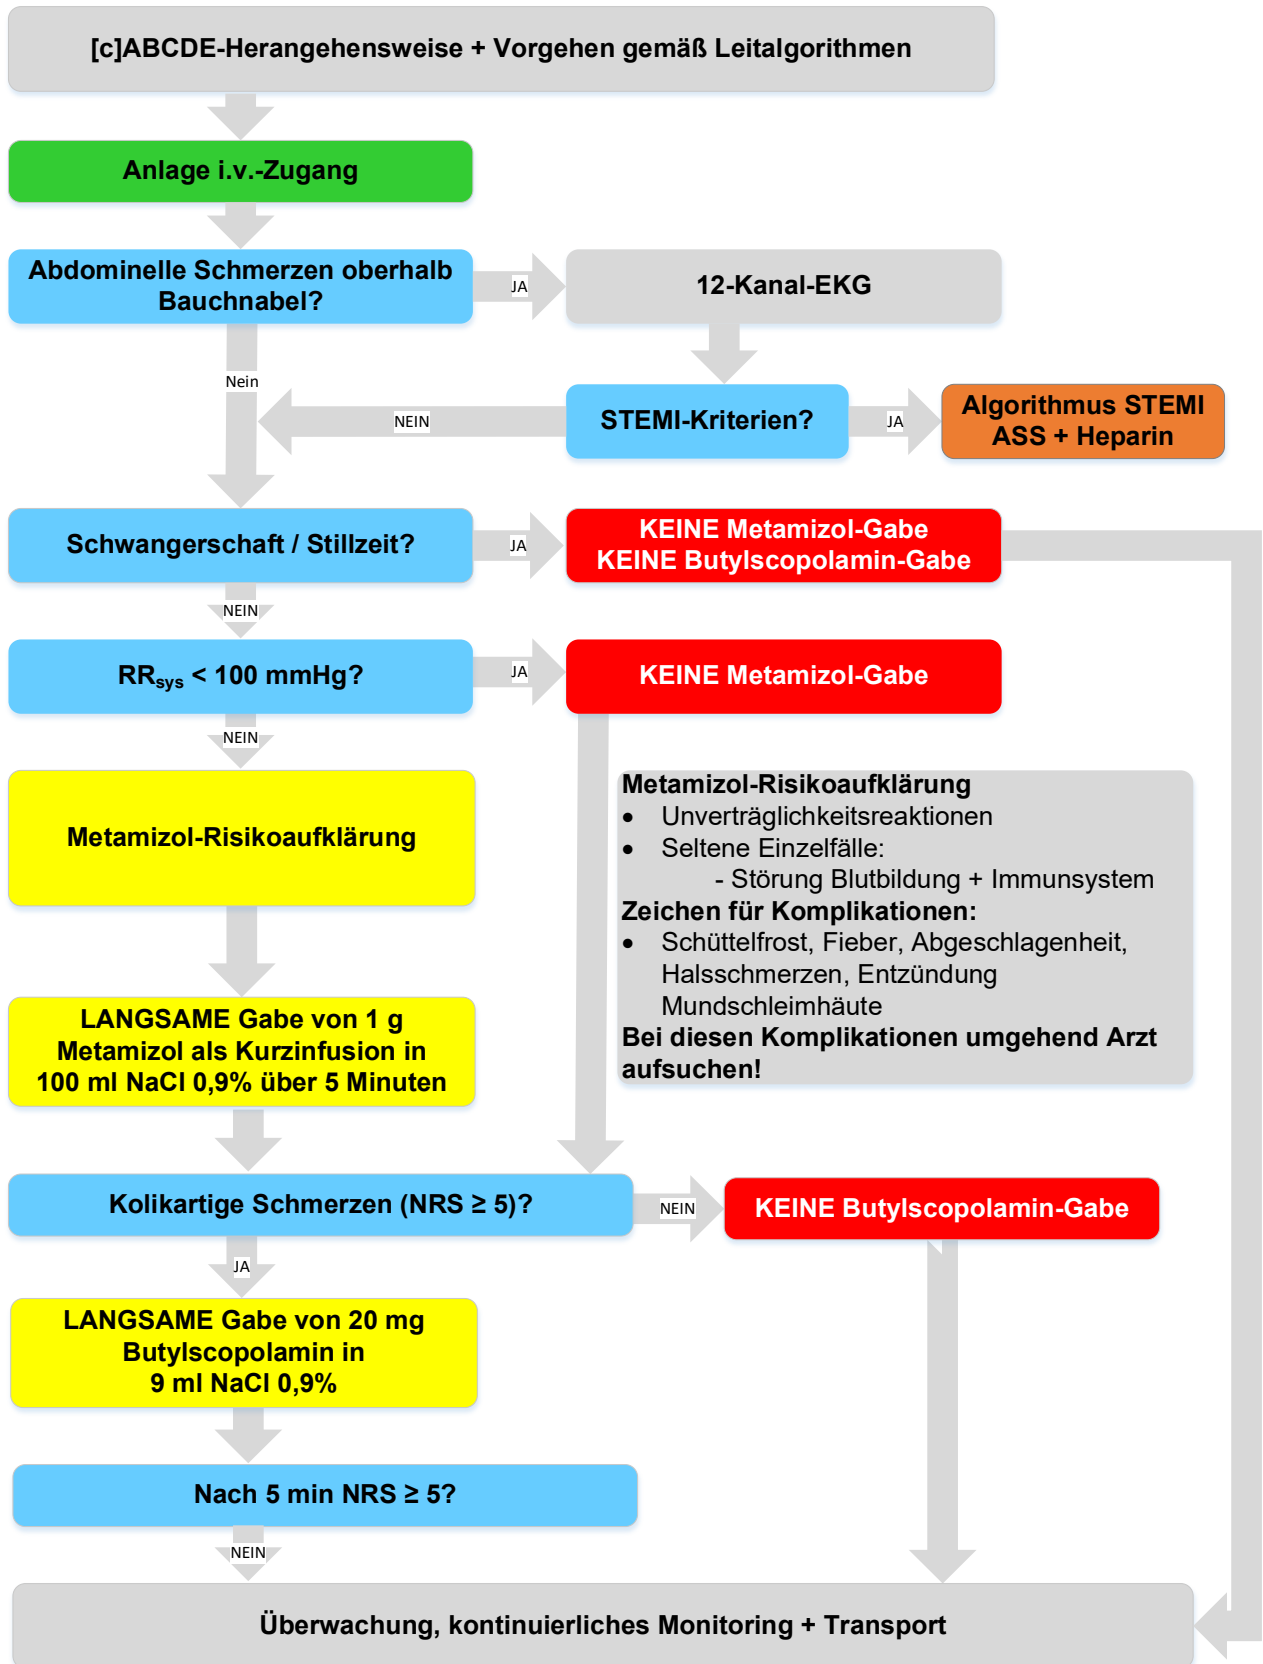 [c]ABCDE-Herangehensweise + Vorgehen gemäß Leitalgorithmen
Anlage i.v.-Zugang
Abdominelle Schmerzen oberhalb
Bauchnabel?
JA
12-Kanal-EKG
Nein
STEMI-Kriterien?
NEIN
JA
Algorithmus STEMI
ASS + Heparin
Schwangerschaft / Stillzeit?
JA
KEINE Metamizol-Gabe
KEINE Butylscopolamin-Gabe
NEIN
RRsys < 100 mmHg?
JA
KEINE Metamizol-Gabe
NEIN
Metamizol-Risikoaufklärung
Metamizol-Risikoaufklärung
• Unverträglichkeitsreaktionen
• Seltene Einzelfälle:
- Störung Blutbildung + Immunsystem
Zeichen für Komplikationen:
• Schüttelfrost, Fieber, Abgeschlagenheit,
Halsschmerzen, Entzündung
Mundschleimhäute
Bei diesen Komplikationen umgehend Arzt
aufsuchen!
LANGSAME Gabe von 1 g
Metamizol als Kurzinfusion in
100 ml NaCl 0,9% über 5 Minuten
Kolikartige Schmerzen (NRS ≥ 5)?
NEIN
KEINE Butylscopolamin-Gabe
JA
LANGSAME Gabe von 20 mg
Butylscopolamin in
9 ml NaCl 0,9%
Nach 5 min NRS ≥ 5?
NEIN
Überwachung, kontinuierliches Monitoring + Transport